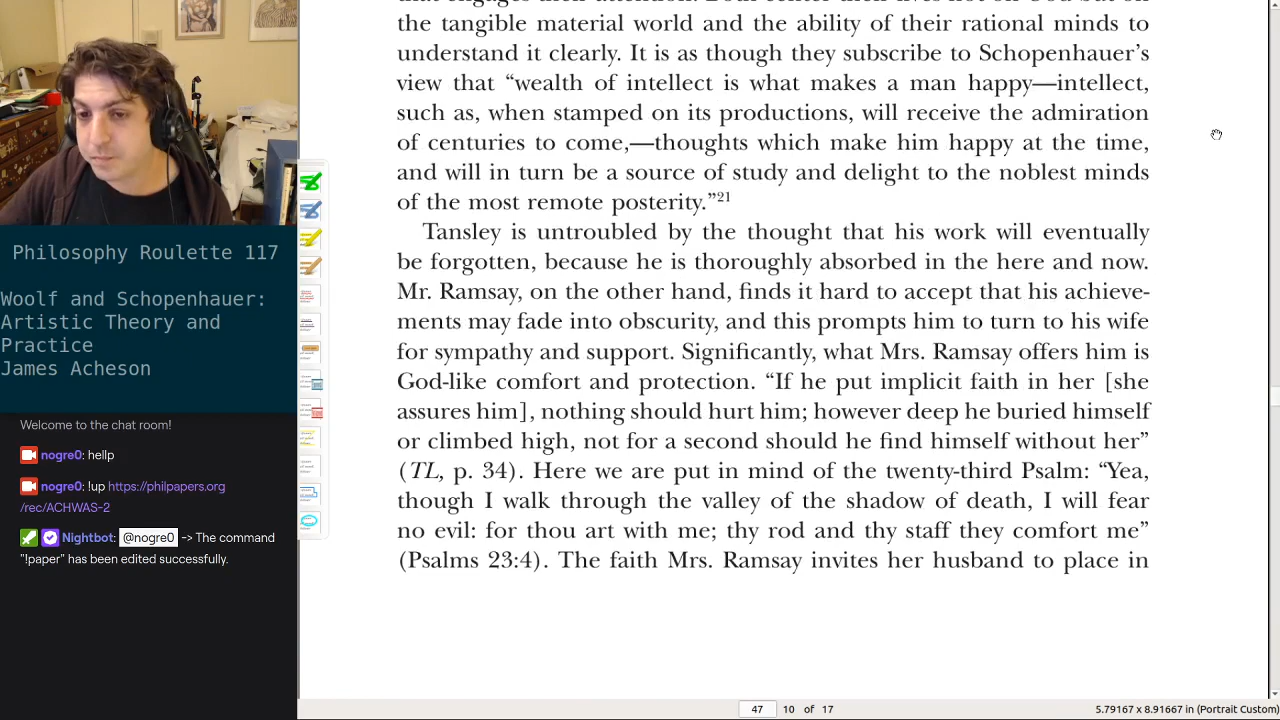 the tangible material world and the ability of their rational minds to
understand it clearly. It is as though they subscribe to Schopenhauer's
view that “wealth of intellect is what makes a man happy—intellect,
such as, when stamped on its productions, will receive the admiration
of centuries to come,—thoughts which make him happy at the time,
and will in turn be a source of study and delight to the noblest minds
of the most remote posterity.”21
Tansley is untroubled by the thought that his work will eventually
be forgotten, because he is thoroughly absorbed in the here and now.
Mr. Ramsay, on the other hand, finds it hard to accept that his achieve-
ments may fade into obscurity, and this prompts him to turn to his wife
for sympathy and support. Significantly, what Mrs. Ramsay offers him is
God-like comfort and protection: “If he put implicit faith in her [she
assures him], nothing should hurt him; however deep he buried himself
or climbed high, not for a second should he find himself without her”
(TL, p. 34). Here we are put in mind of the twenty-third Psalm: “Yea,
though I walk through the valley of the shadow of death, I will fear
no evil: for thou art with me; thy rod and thy staff they comfort me”
(Psalms 23:4). The faith Mrs. Ramsay invites her husband to place in
Philosophy Roulette 117
Woolf and Schopenhauer:
Artistic Theory and
Practice
James Acheson
Welcome to the chat room!
nogre0: hellp
nogre0: !up https://philpapers.org
/rec/ACHWAS-2
Nightbot: @nogre0 -> The command
"!paper" has been edited successfully.
47 10 of 17 5.79167 x 8.91667 in (Portrait Custom)